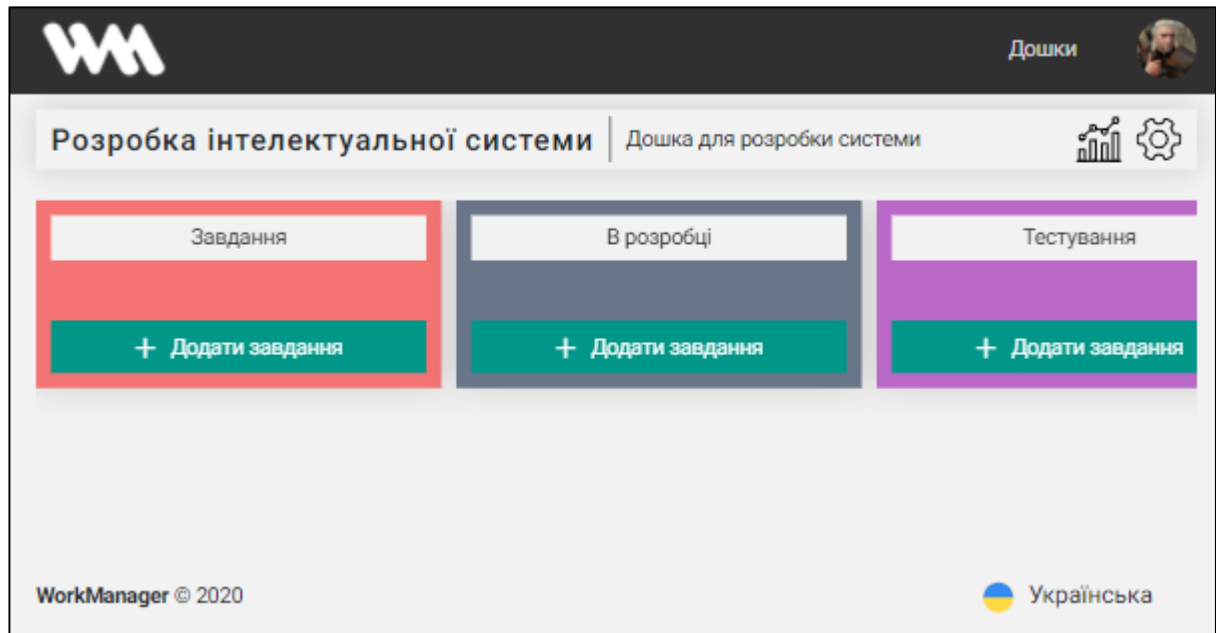 WM
Дошки
Розробка інтелектуальної системи
Дошка для розробки системи
Завдання
В розробці
Тестування
+ Додати завдання
+ Додати завдання
+ Додати завдання
WorkManager © 2020
Українська